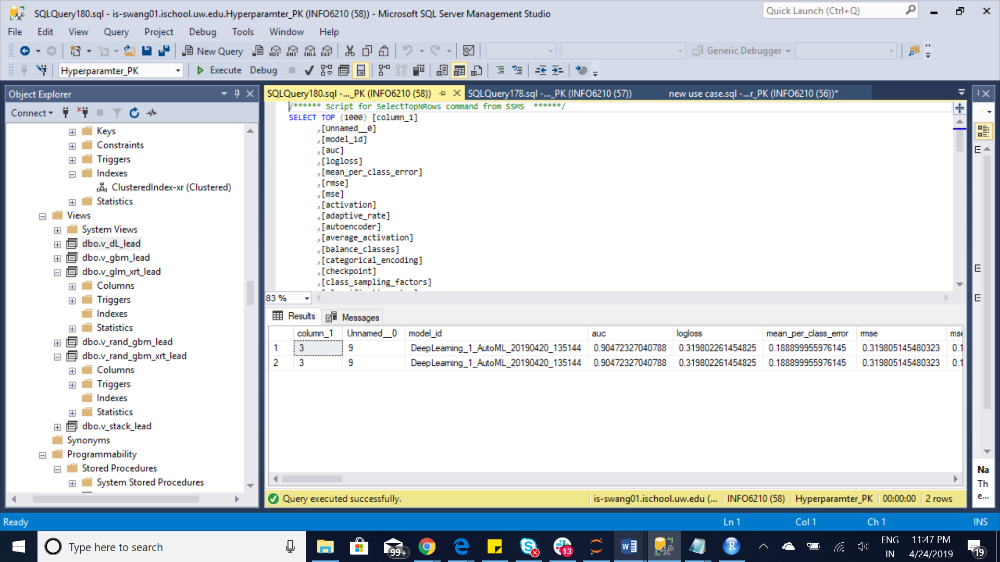 SQLQuery180.sql - is-swang01.ischool.uw.edu.Hyperparamter_PK (INFO6210 (58)) - Microsoft SQL Server Management Studio
Quick Launch (Ctrl+Q)
File Edit View Query Project Debug Tools Window Help
New Query MDX DMX XMLA DAX Generic Debugger
Hyperparamter_PK Execute Debug
Object Explorer
Connect
Keys
Constraints
Triggers
Indexes
ClusteredIndex-xr (Clustered)
Statistics
Views
System Views
dbo.v_dL_lead
dbo.v_gbm_lead
dbo.v_glm_xrt_lead
Columns
Triggers
Indexes
Statistics
dbo.v_rand_gbm_lead
dbo.v_rand_gbm_xrt_lead
Columns
Triggers
Indexes
Statistics
dbo.v_stack_lead
Synonyms
Programmability
Stored Procedures
System Stored Procedures
SQLQuery180.sql -..._PK (INFO6210 (58)) SQLQuery178.sql -..._PK (INFO6210 (57)) new use case.sql -...r_PK (INFO6210 (56))*
/****** Script for SelectTopNRows command from SSMS ******/
SELECT TOP (1000) [column_1]
,[Unnamed__0]
,[model_id]
,[auc]
,[logloss]
,[mean_per_class_error]
,[rmse]
,[mse]
,[activation]
,[adaptive_rate]
,[autoencoder]
,[average_activation]
,[balance_classes]
,[categorical_encoding]
,[checkpoint]
,[class_sampling_factors]
83 %
Results Messages
column_1 Unnamed__0 model_id auc logloss mean_per_class_error rmse mse
1 3 9 DeepLearning_1_AutoML_20190420_135144 0.90472327040788 0.319802261454825 0.188899955976145 0.319805145480323 0.1
2 3 9 DeepLearning_1_AutoML_20190420_135144 0.90472327040788 0.319802261454825 0.188899955976145 0.319805145480323 0.1
Query executed successfully. is-swang01.ischool.uw.edu (... INFO6210 (58) Hyperparamter_PK 00:00:00 2 rows
Na
Th
e...
Ready Ln 1 Col 1 Ch 1 INS
Type here to search
99+
13
W
R
ENG
IN
11:47 PM
4/24/2019
19